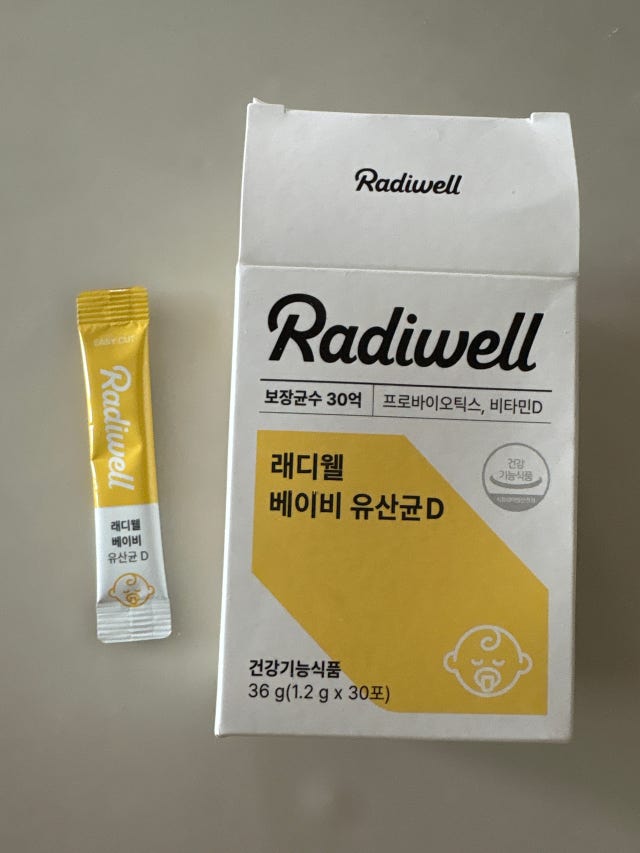 Radiwell
Radiwell
보장균수 30억
프로바이오틱스, 비타민D
래디웰
베이비 유산균D
건강
기능식품
건강기능식품
36 g(1.2 g x 30포)
EASY CUT
Radiwell
래디웰
베이비
유산균 D